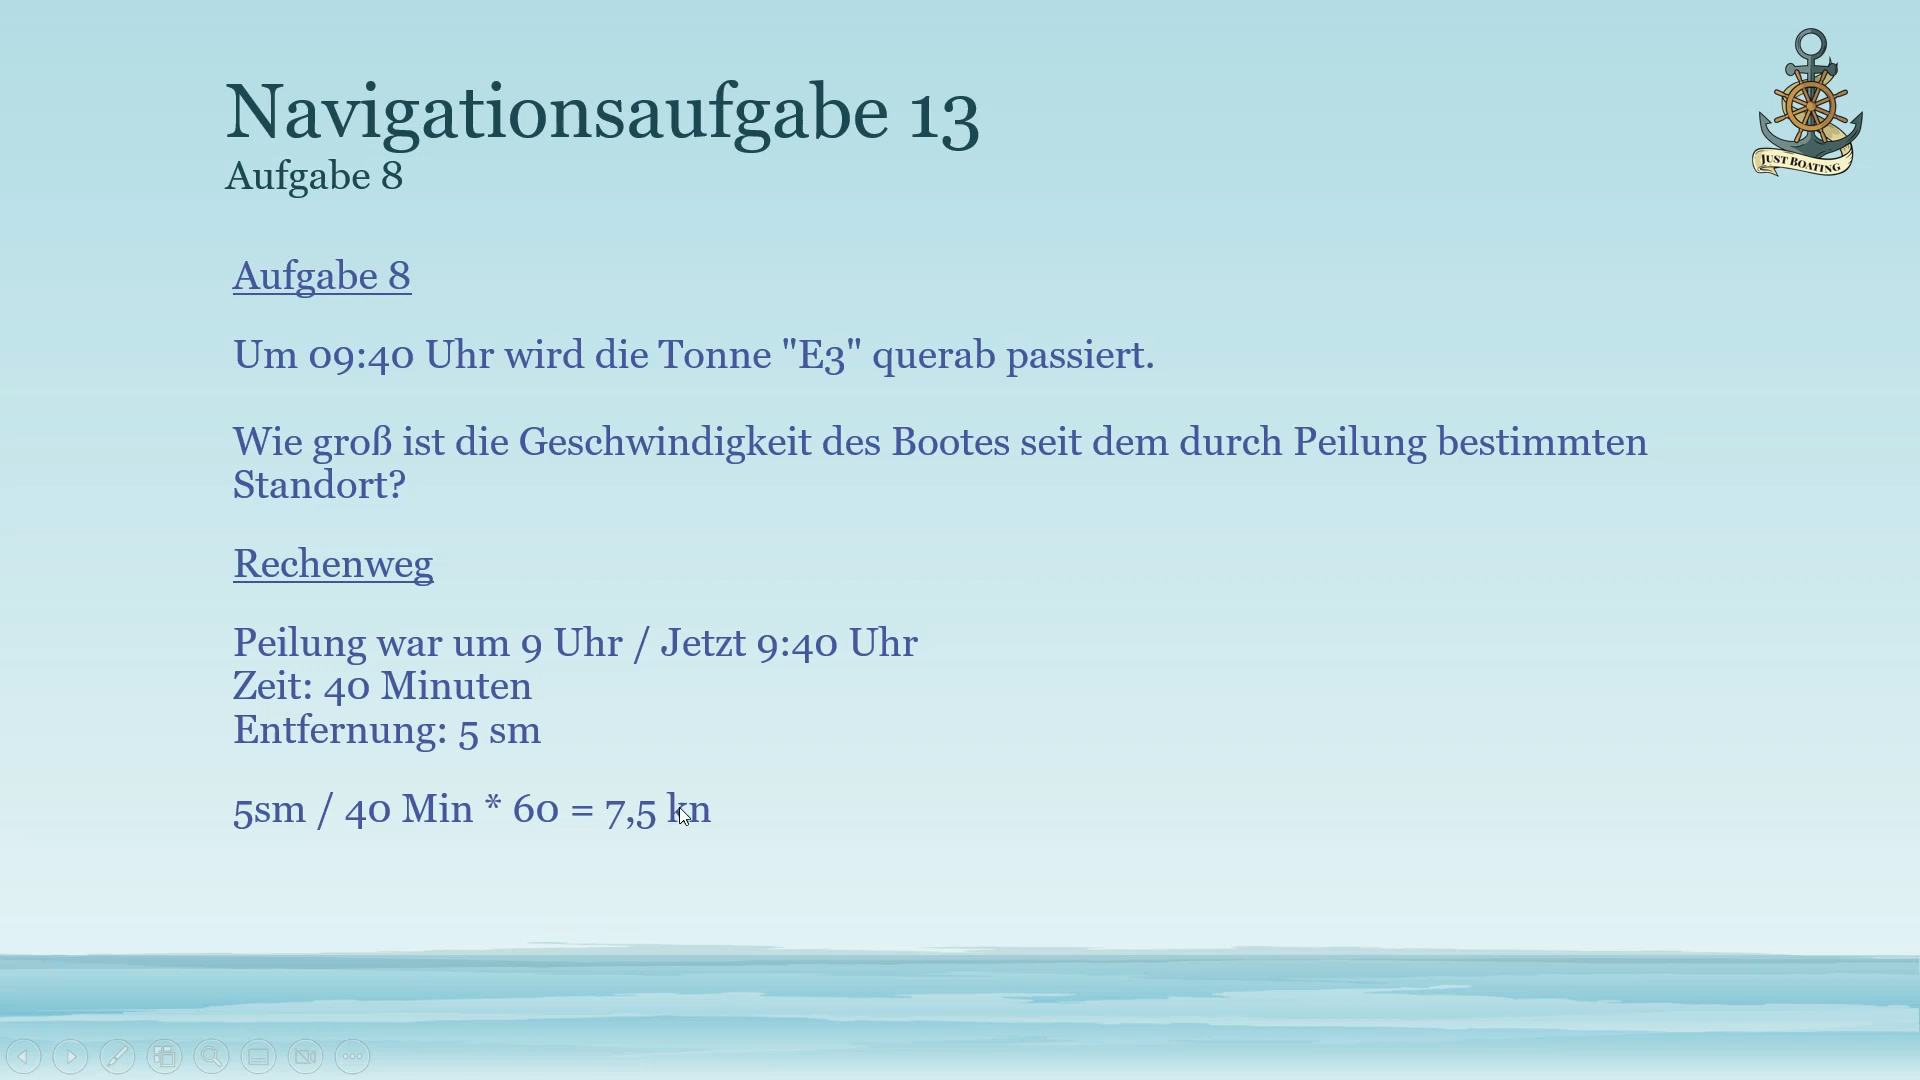 Navigationsaufgabe 13
Aufgabe 8
JUST BOATING
Aufgabe 8
Um 09:40 Uhr wird die Tonne "E3" querab passiert.
Wie groß ist die Geschwindigkeit des Bootes seit dem durch Peilung bestimmten
Standort?
Rechenweg
Peilung war um 9 Uhr / Jetzt 9:40 Uhr
Zeit: 40 Minuten
Entfernung: 5 sm
5sm / 40 Min * 60 = 7,5 kn